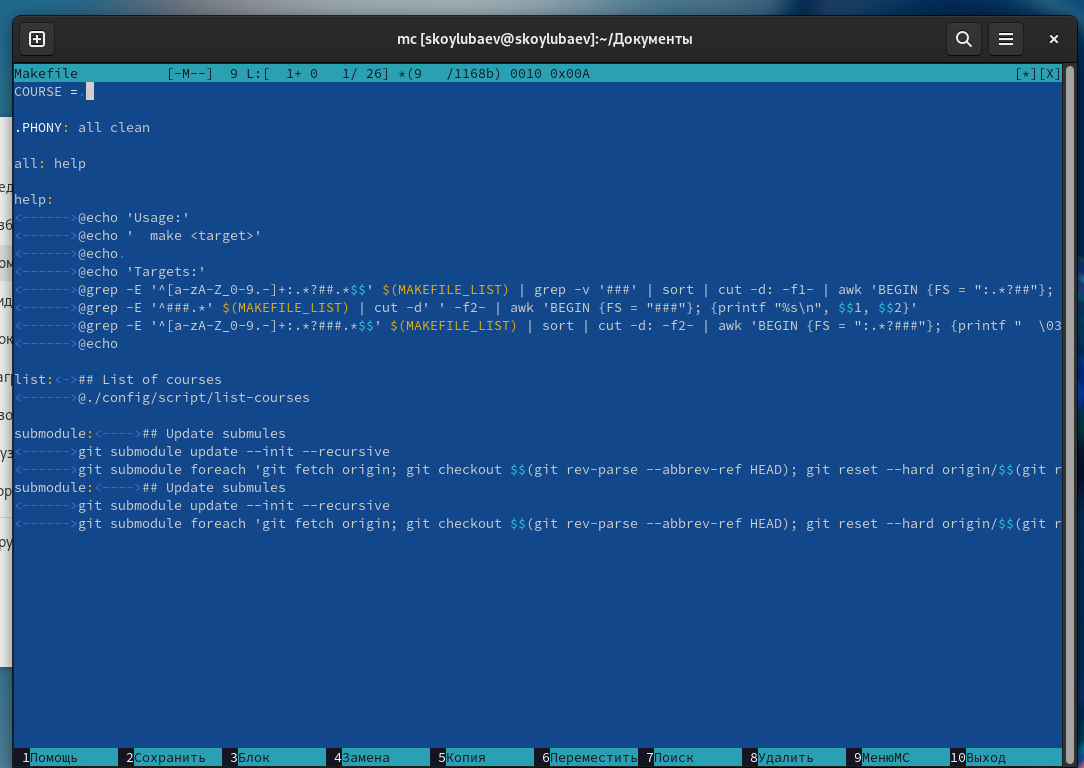 mc [skoylubaev@skoylubaev]:~/Документы
Makefile [-M--] 9 L:[ 1+ 0 1/ 26] *(9 /1168b) 0010 0x00A [*][X]
COURSE =.
.PHONY: all clean
all: help
help:
<------>@echo 'Usage:'
<------>@echo '  make <target>'
<------>@echo.
<------>@echo 'Targets:'
<------>@grep -E '^[a-zA-Z_0-9.-]+:.*?##.*$$' $(MAKEFILE_LIST) | grep -v '###' | sort | cut -d: -f1- | awk 'BEGIN {FS = ":.*?##"};
<------>@grep -E '^###.*' $(MAKEFILE_LIST) | cut -d' ' -f2- | awk 'BEGIN {FS = "###"}; {printf "%s\n", $$1, $$2}'
<------>@grep -E '^[a-zA-Z_0-9.-]+:.*?###.*$$' $(MAKEFILE_LIST) | sort | cut -d: -f2- | awk 'BEGIN {FS = ":.*?###"}; {printf "  \03
<------>@echo
list:<->## List of courses
<------>@./config/script/list-courses
submodule:<---->## Update submules
<------>git submodule update --init --recursive
<------>git submodule foreach 'git fetch origin; git checkout $$(git rev-parse --abbrev-ref HEAD); git reset --hard origin/$$(git r
submodule:<---->## Update submules
<------>git submodule update --init --recursive
<------>git submodule foreach 'git fetch origin; git checkout $$(git rev-parse --abbrev-ref HEAD); git reset --hard origin/$$(git r
1Помощь 2Сохранить 3Блок 4Замена 5Копия 6Переместить 7Поиск 8Удалить 9МенюMC 10Выход